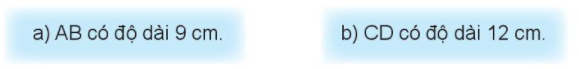 a) AB có độ dài 9 cm.
b) CD có độ dài 12 cm.